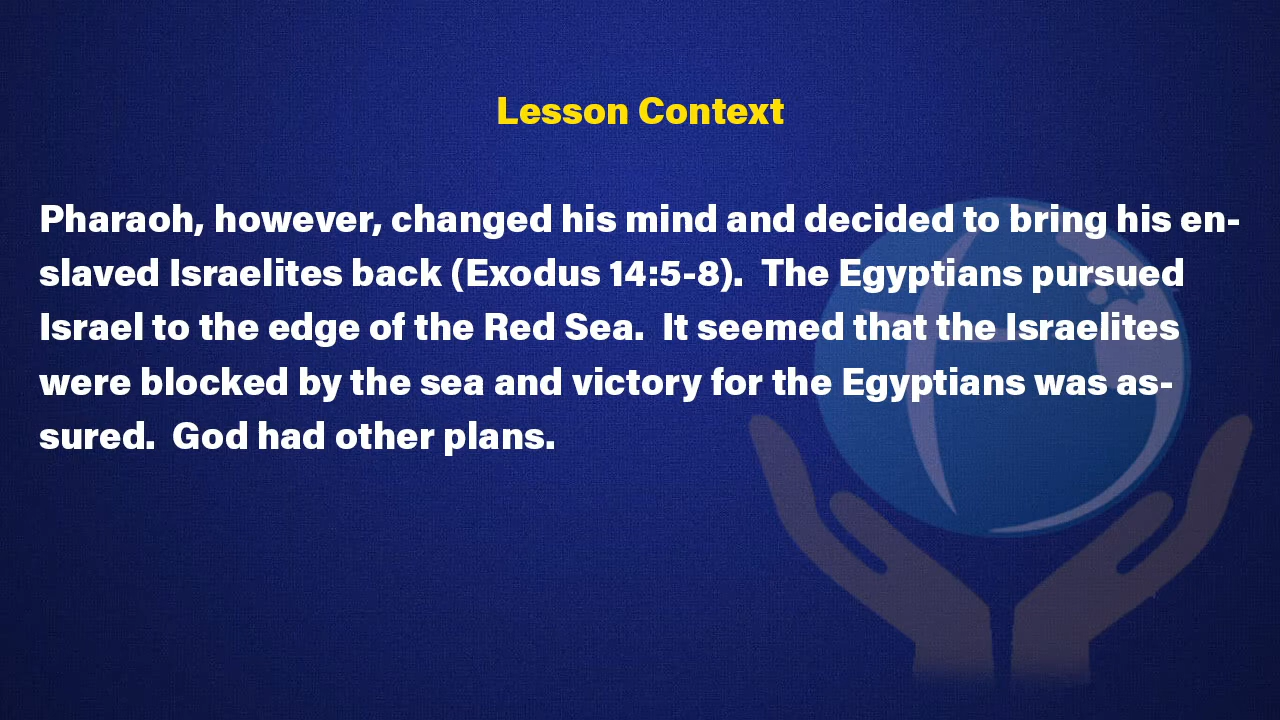 Lesson Context
Pharaoh, however, changed his mind and decided to bring his en-
slaved Israelites back (Exodus 14:5-8).  The Egyptians pursued
Israel to the edge of the Red Sea.  It seemed that the Israelites
were blocked by the sea and victory for the Egyptians was as-
sured.  God had other plans.